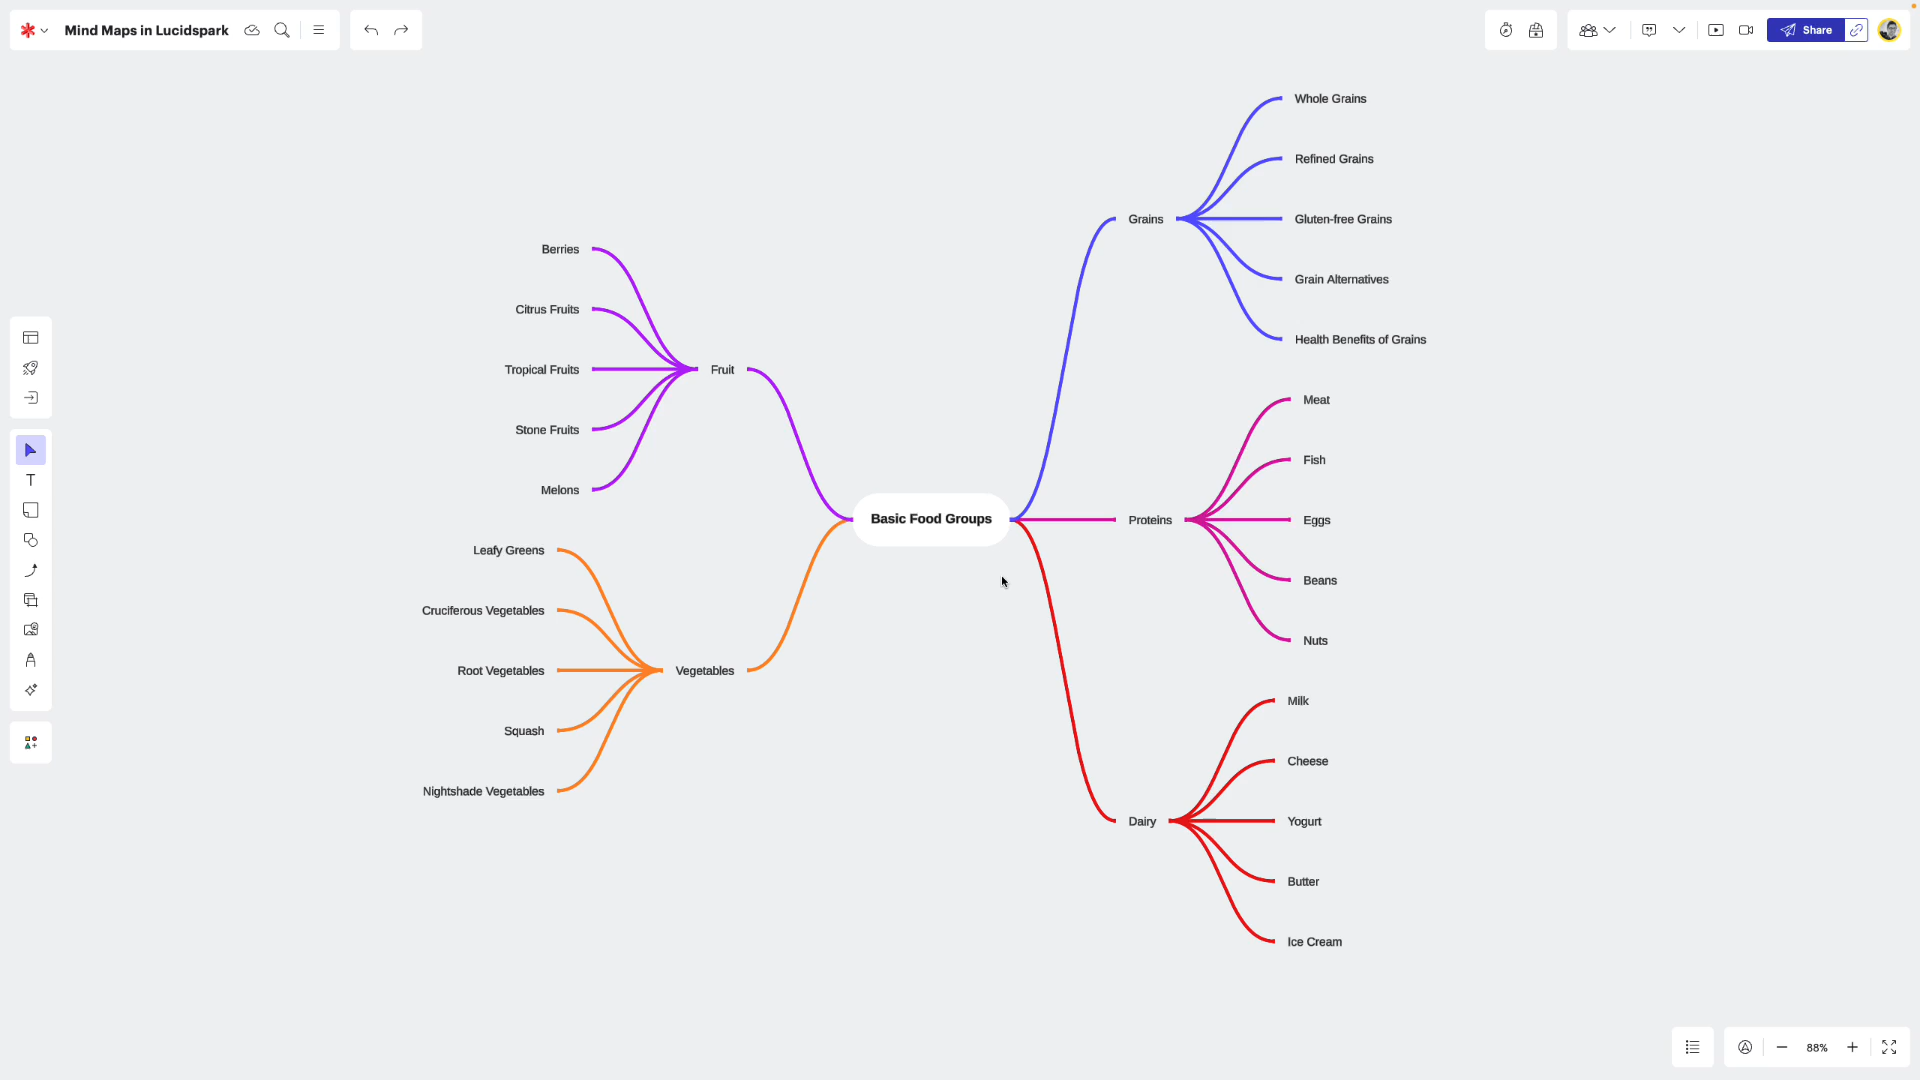 Mind Maps in Lucidspark
Share
Whole Grains
Refined Grains
Grains
Gluten-free Grains
Grain Alternatives
Health Benefits of Grains
Berries
Citrus Fruits
Tropical Fruits
Fruit
Stone Fruits
Melons
Meat
Fish
Basic Food Groups
Proteins
Eggs
Beans
Nuts
Leafy Greens
Cruciferous Vegetables
Root Vegetables
Vegetables
Squash
Nightshade Vegetables
Milk
Cheese
Dairy
Yogurt
Butter
Ice Cream
T
88%